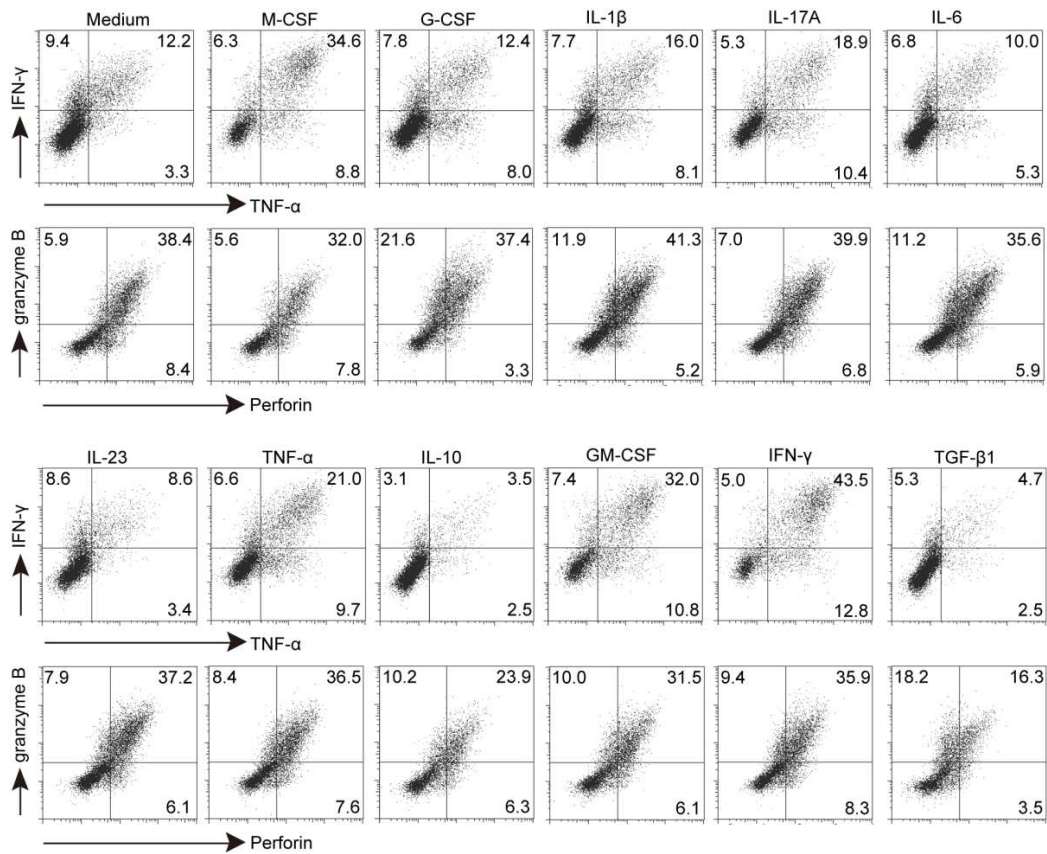 Medium M-CSF G-CSF IL-1β IL-17A IL-6
9.4 12.2 6.3 34.6 7.8 12.4 7.7 16.0 5.3 18.9 6.8 10.0
IFN-γ
3.3 8.8 8.0 8.1 10.4 5.3
TNF-α
5.9 38.4 5.6 32.0 21.6 37.4 11.9 41.3 7.0 39.9 11.2 35.6
granzyme B
8.4 7.8 3.3 5.2 6.8 5.9
Perforin
IL-23 TNF-α IL-10 GM-CSF IFN-γ TGF-β1
8.6 8.6 6.6 21.0 3.1 3.5 7.4 32.0 5.0 43.5 5.3 4.7
IFN-γ
3.4 9.7 2.5 10.8 12.8 2.5
TNF-α
7.9 37.2 8.4 36.5 10.2 23.9 10.0 31.5 9.4 35.9 18.2 16.3
granzyme B
6.1 7.6 6.3 6.1 8.3 3.5
Perforin